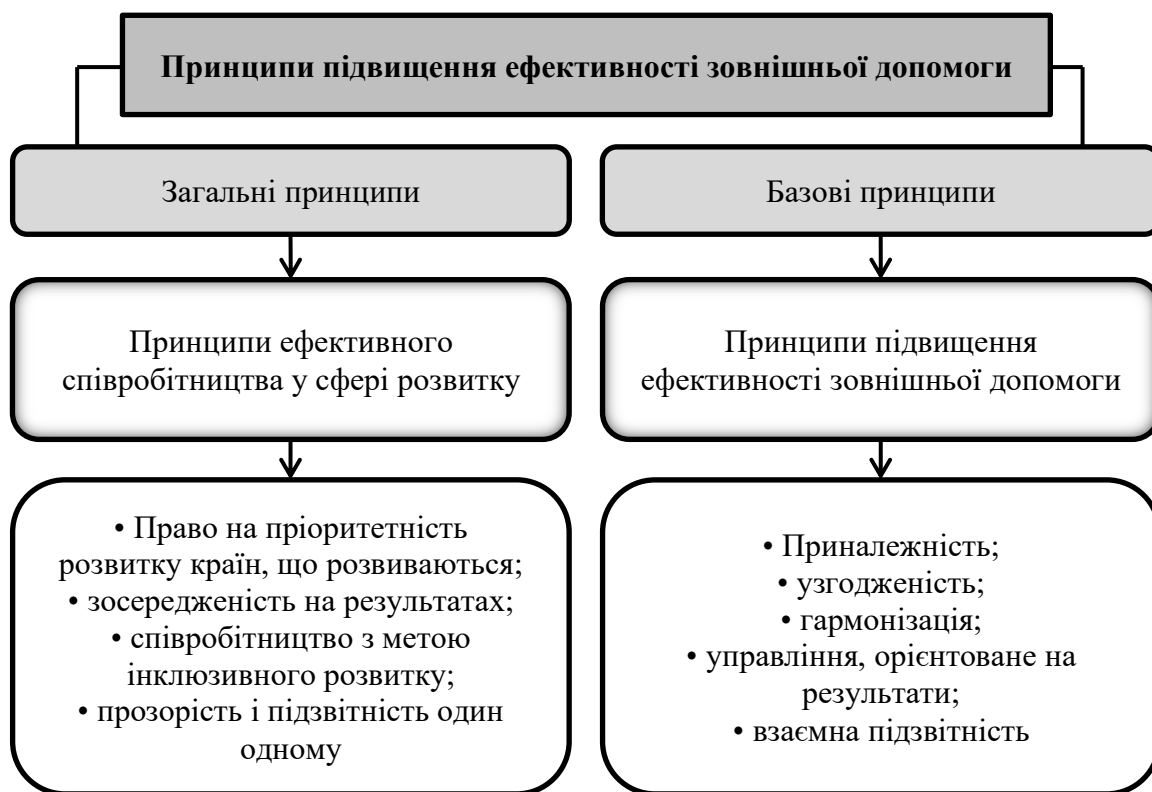 Принципи підвищення ефективності зовнішньої допомоги
Загальні принципи
Базові принципи
Принципи ефективного
співробітництва у сфері розвитку
Принципи підвищення
ефективності зовнішньої допомоги
• Право на пріоритетність
розвитку країн, що розвиваються;
• зосередженість на результатах;
• співробітництво з метою
інклюзивного розвитку;
• прозорість і підзвітність один
одному
• Приналежність;
• узгодженість;
• гармонізація;
• управління, орієнтоване на
результати;
• взаємна підзвітність